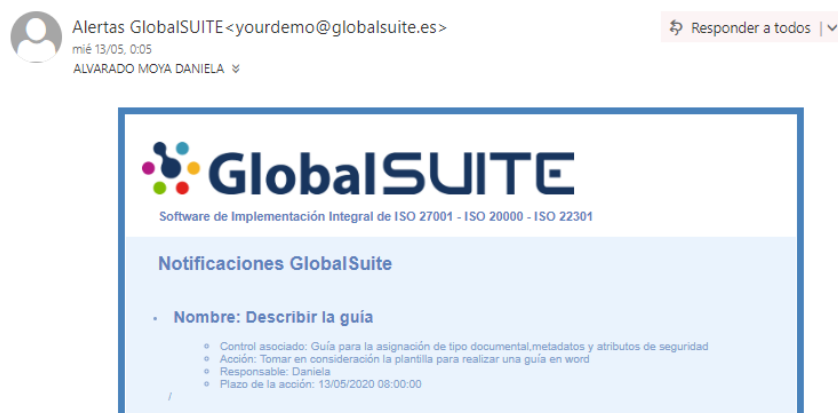 Alertas GlobalSUITE<yourdemo@globalsuite.es>
Responder a todos
mié 13/05, 0:05
ALVARADO MOYA DANIELA
GlobalSUITE
Software de Implementación Integral de ISO 27001 - ISO 20000 - ISO 22301
Notificaciones GlobalSuite
Nombre: Describir la guía
Control asociado: Guía para la asignación de tipo documental,metadatos y atributos de seguridad
Acción: Tomar en consideración la plantilla para realizar una guía en word
Responsable: Daniela
Plazo de la acción: 13/05/2020 08:00:00
/